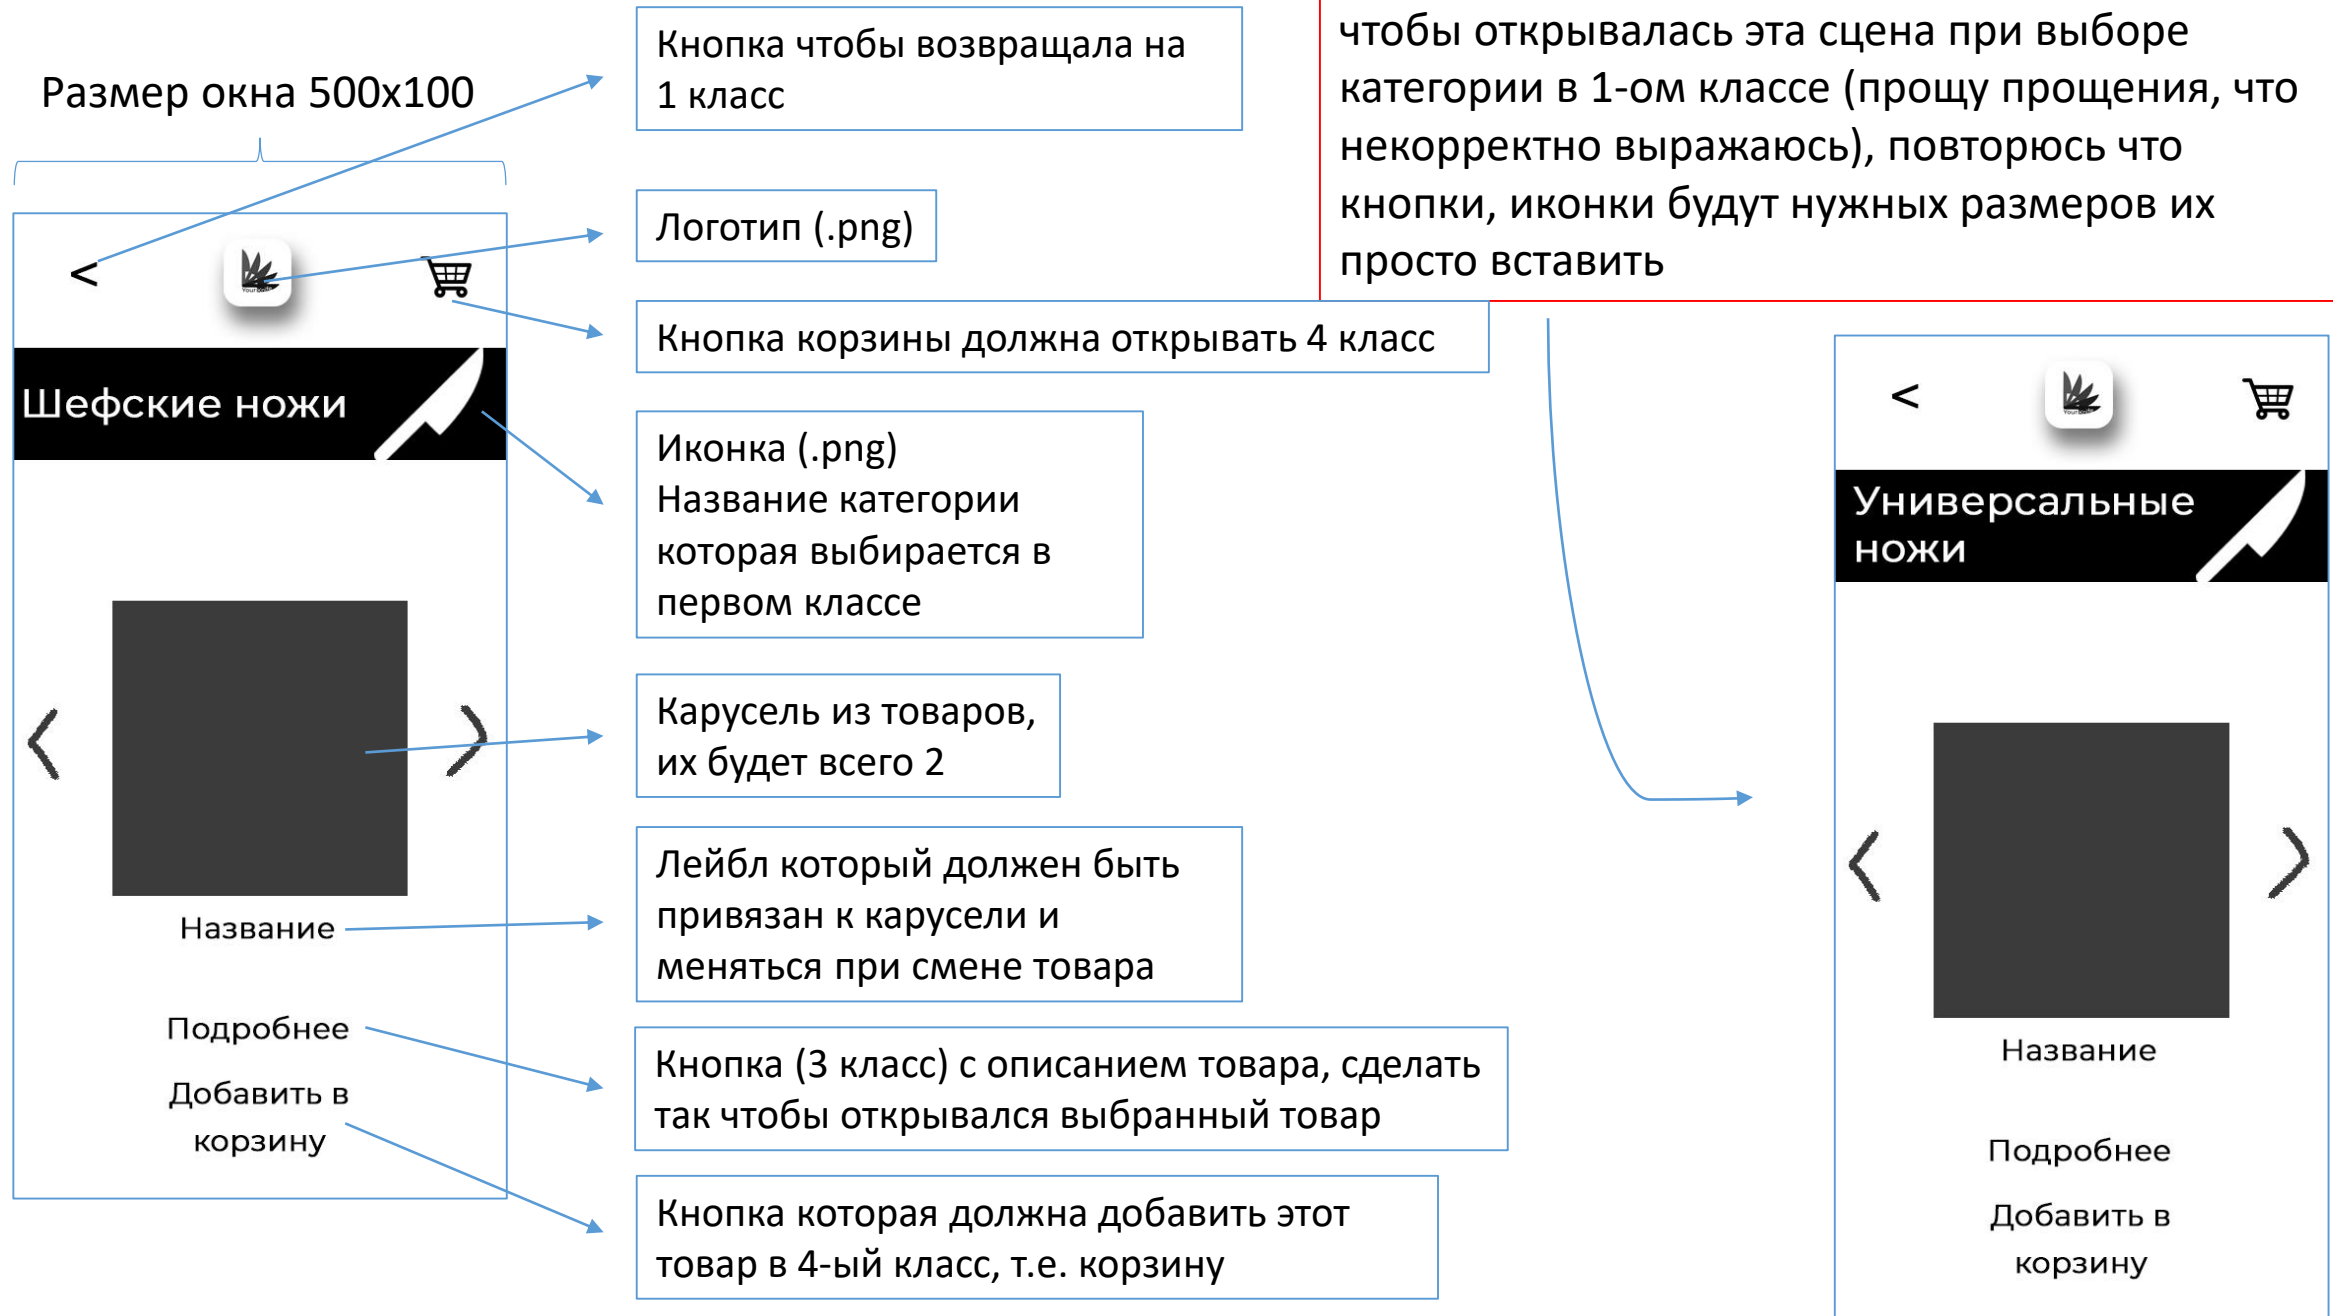 Размер окна 500х100
<
Шефские ножи
Название
Подробнее
Добавить в
корзину
Кнопка чтобы возвращала на
1 класс
Логотип (.png)
Кнопка корзины должна открывать 4 класс
Иконка (.png)
Название категории
которая выбирается в
первом классе
Карусель из товаров,
их будет всего 2
Лейбл который должен быть
привязан к карусели и
меняться при смене товара
Кнопка (3 класс) с описанием товара, сделать
так чтобы открывался выбранный товар
Кнопка которая должна добавить этот
товар в 4-ый класс, т.е. корзину
чтобы открывалась эта сцена при выборе
категории в 1-ом классе (прощу прощения, что
некорректно выражаюсь), повторюсь что
кнопки, иконки будут нужных размеров их
просто вставить
<
Универсальные
ножи
Название
Подробнее
Добавить в
корзину